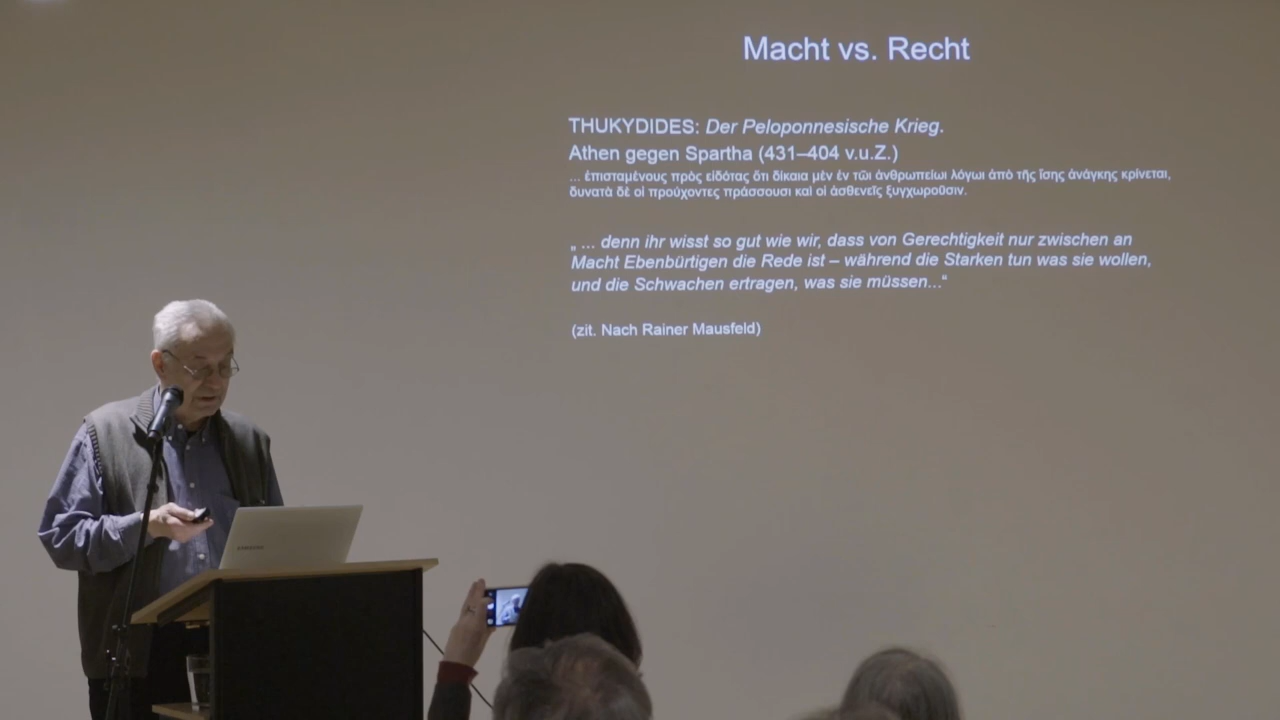 Macht vs. Recht
THUKYDIDES: Der Peloponnesische Krieg.
Athen gegen Spartha (431–404 v.u.Z.)
... ἐπισταμένους πρὸς εἰδότας ὅτι δίκαια μὲν ἐν τῶι ἀνθρωπείωι λόγωι ἀπὸ τῆς ἴσης ἀνάγκης κρίνεται,
δυνατὰ δὲ οἱ προύχοντες πράσσουσι καὶ οἱ ἀσθενεῖς ξυγχωροῦσιν.
„ ... denn ihr wisst so gut wie wir, dass von Gerechtigkeit nur zwischen an
Macht Ebenbürtigen die Rede ist – während die Starken tun was sie wollen,
und die Schwachen ertragen, was sie müssen...“
(zit. Nach Rainer Mausfeld)
SAMSUNG